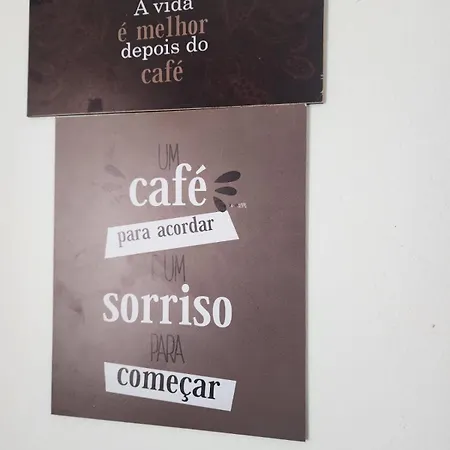 A vida
é melhor
depois do
café
UM
café
para acordar
E UM
sorriso
PARA
começar